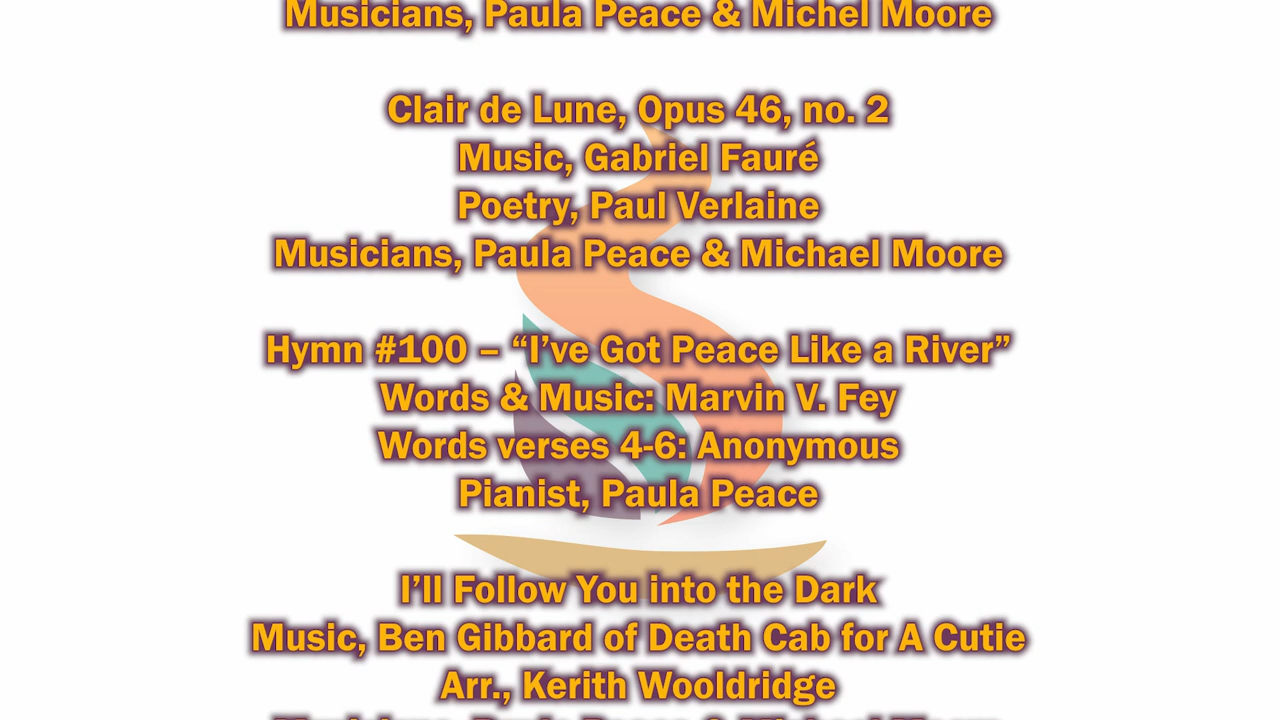 Musicians, Paula Peace & Michel Moore
Clair de Lune, Opus 46, no. 2
Music, Gabriel Fauré
Poetry, Paul Verlaine
Musicians, Paula Peace & Michael Moore
Hymn #100 – “I’ve Got Peace Like a River”
Words & Music: Marvin V. Fey
Words verses 4-6: Anonymous
Pianist, Paula Peace
I’ll Follow You into the Dark
Music, Ben Gibbard of Death Cab for A Cutie
Arr., Kerith Wooldridge